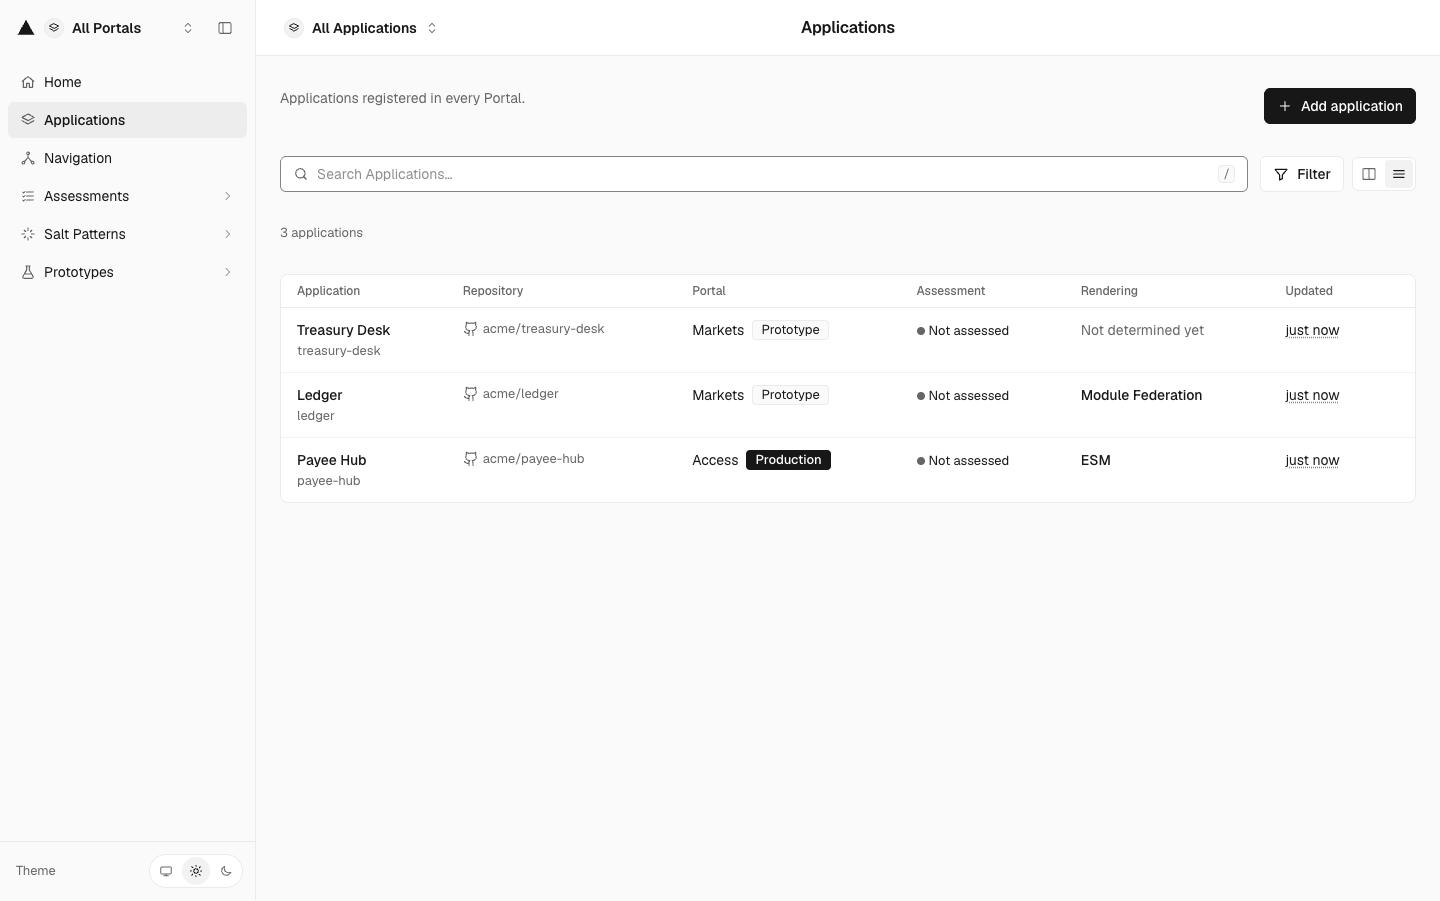 All Portals
All Applications
Applications
Home
Applications
Navigation
Assessments
Salt Patterns
Prototypes
Applications registered in every Portal.
Add application
Search Applications…
/
Filter
3 applications
Application Repository Portal Assessment Rendering Updated
Treasury Desk acme/treasury-desk Markets Prototype Not assessed Not determined yet just now
treasury-desk
Ledger acme/ledger Markets Prototype Not assessed Module Federation just now
ledger
Payee Hub acme/payee-hub Access Production Not assessed ESM just now
payee-hub
Theme